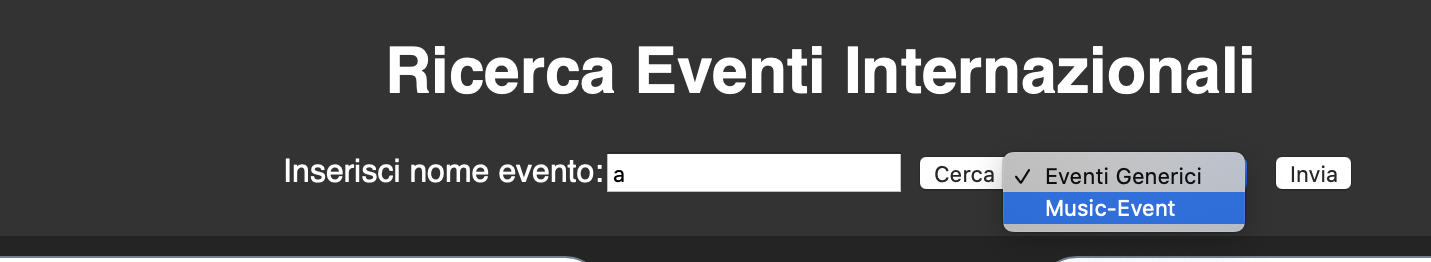 Ricerca Eventi Internazionali
Inserisci nome evento: a Cerca ✓ Eventi Generici Invia
Music-Event